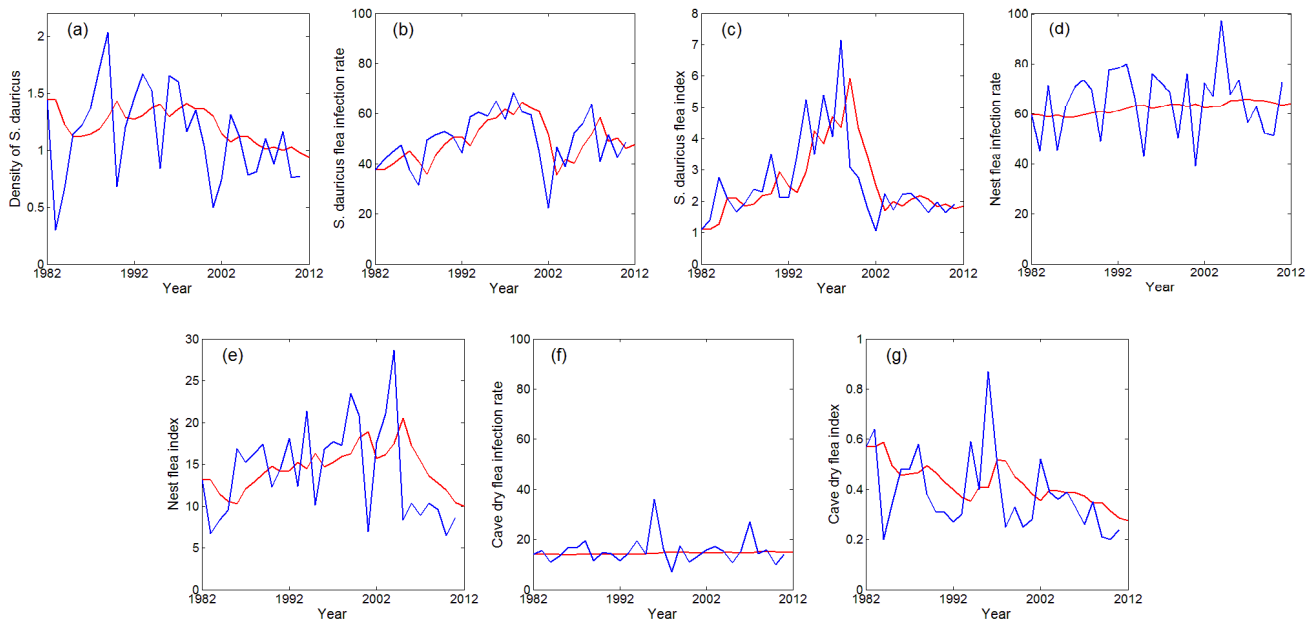 (a)
Density of S. dauricus
2
1.5
1
0.5
0
1982 1992 2002 2012
Year
(b)
S. dauricus flea infection rate
100
80
60
40
20
0
1982 1992 2002 2012
Year
(c)
S. dauricus flea index
8
7
6
5
4
3
2
1
0
1982 1992 2002 2012
Year
(d)
Nest flea infection rate
100
80
60
40
20
0
1982 1992 2002 2012
Year
(e)
Nest flea index
30
25
20
15
10
5
0
1982 1992 2002 2012
Year
(f)
Cave dry flea infection rate
100
80
60
40
20
0
1982 1992 2002 2012
Year
(g)
Cave dry flea index
1
0.8
0.6
0.4
0.2
0
1982 1992 2002 2012
Year